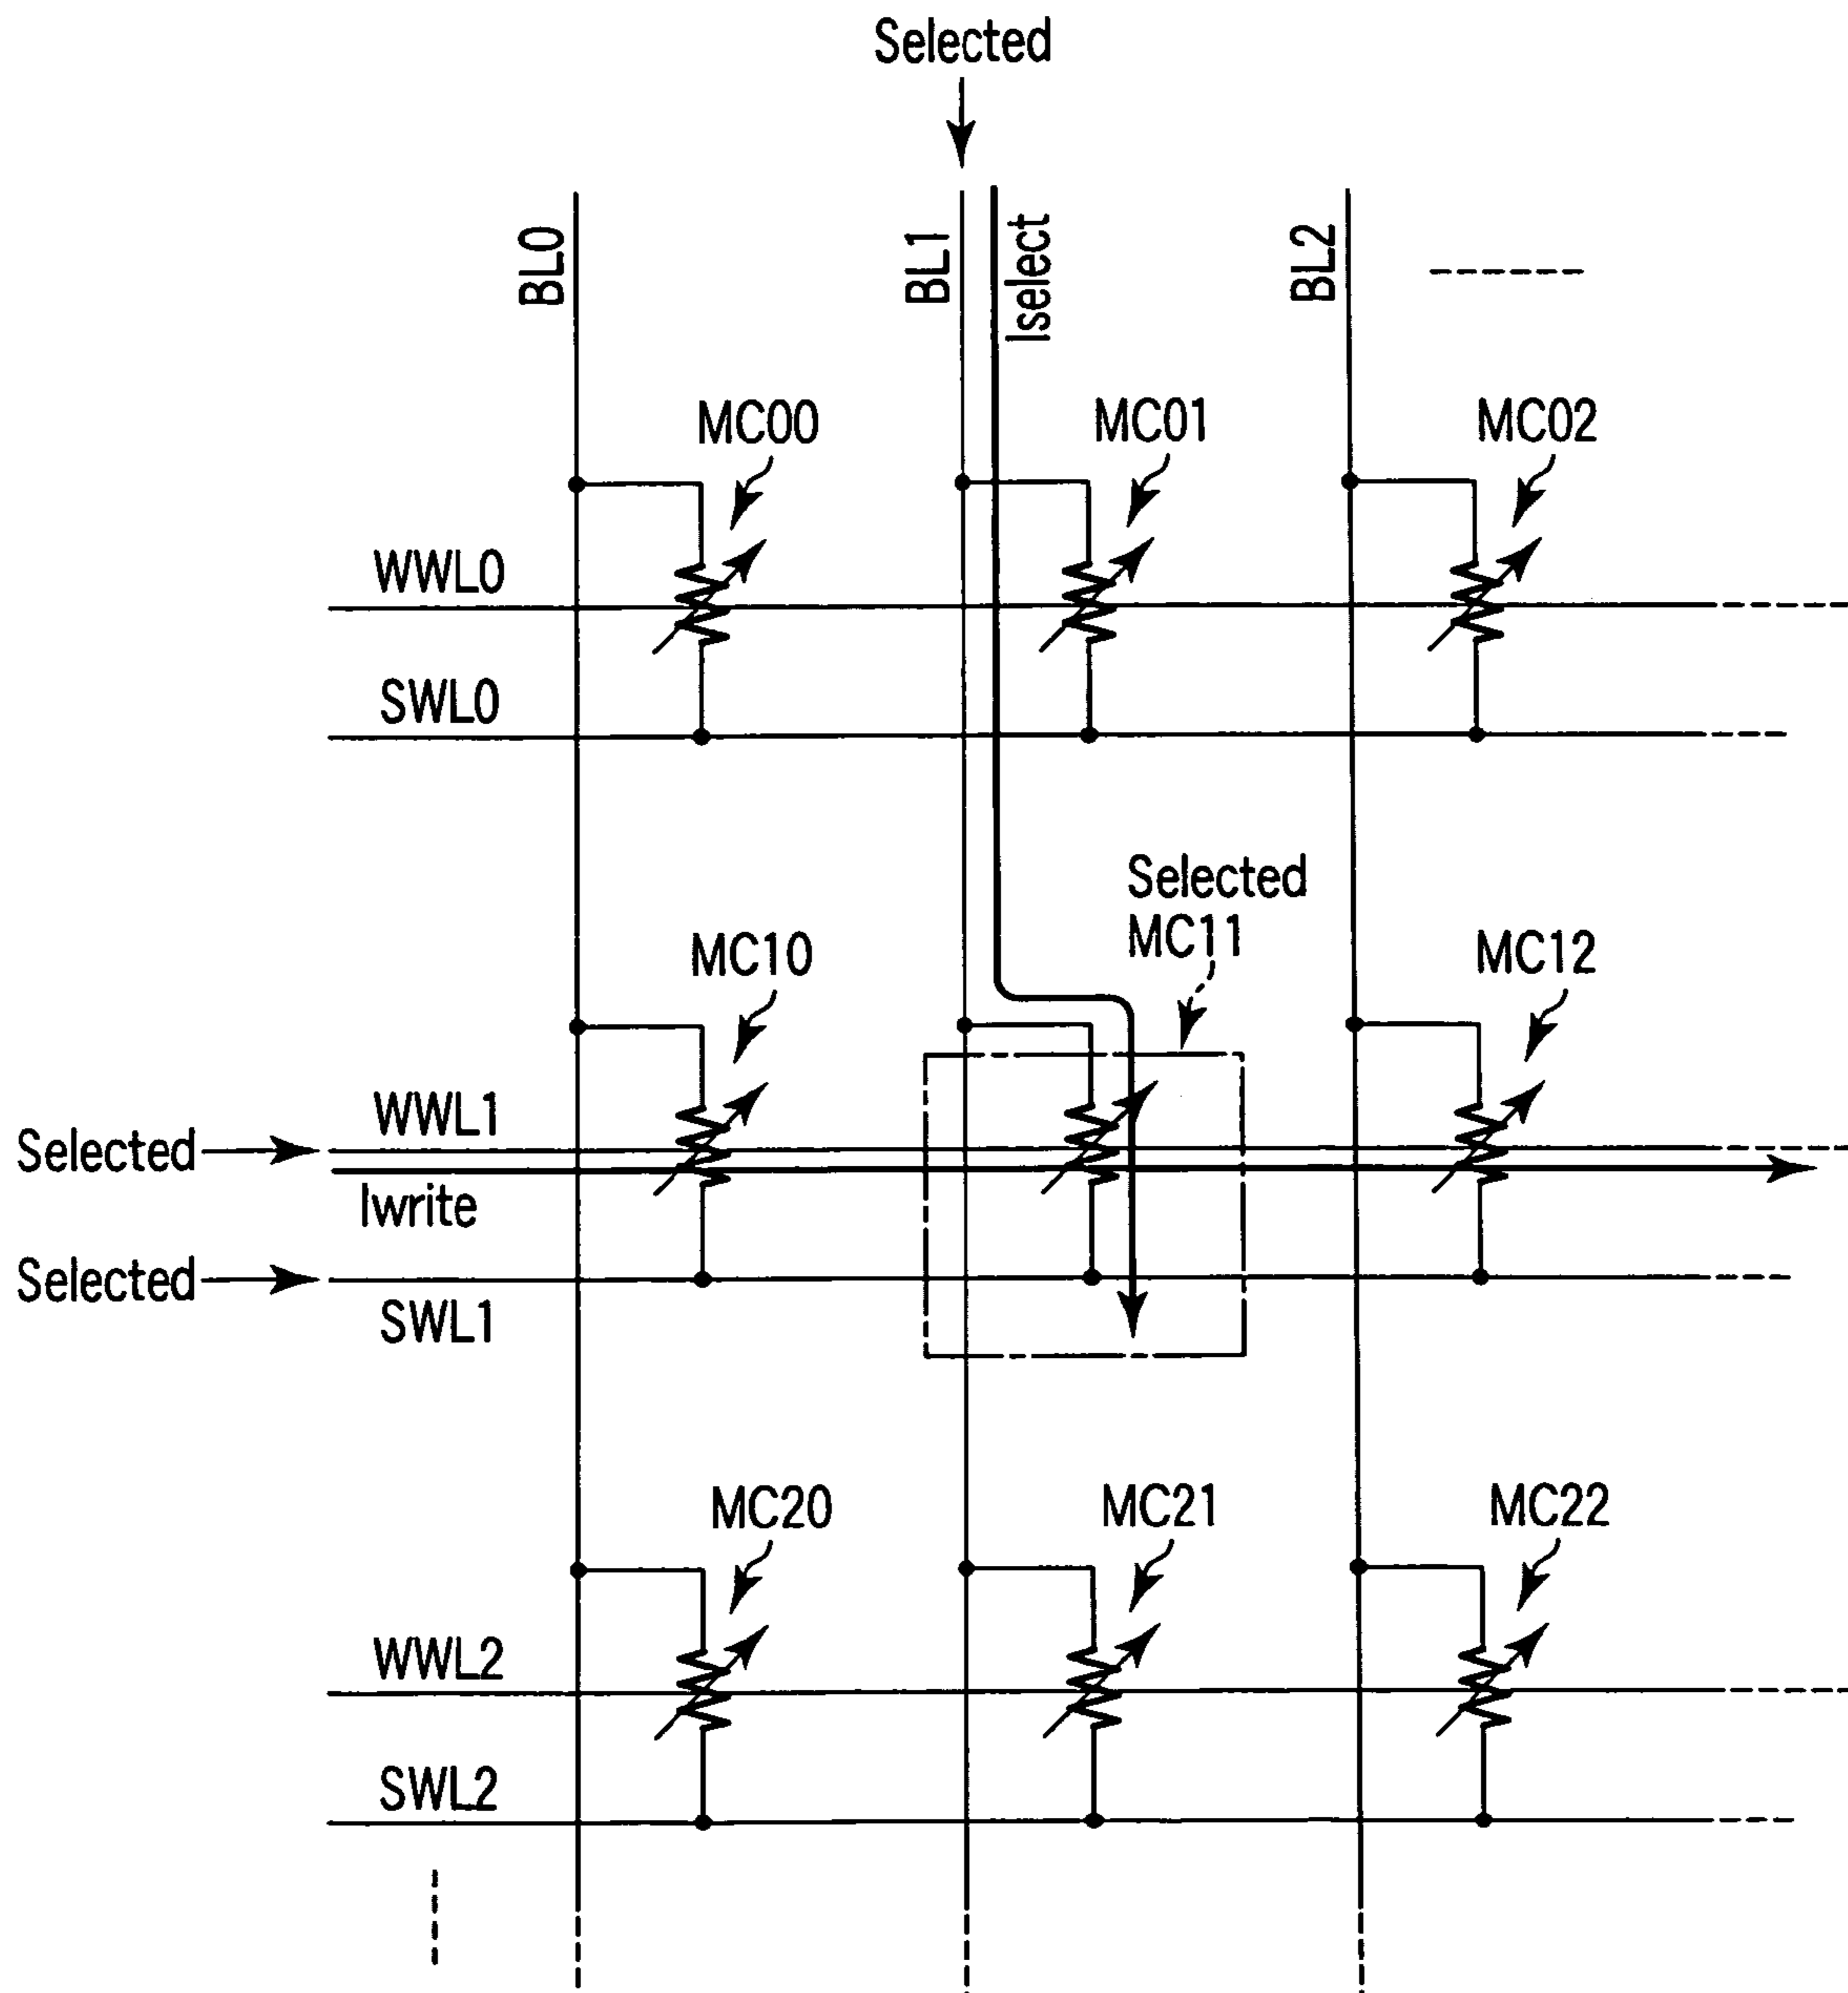 Selected
BL0
BL1
Iselect
BL2
MC00
MC01
MC02
WWL0
SWL0
Selected
MC11
MC10
MC12
WWL1
Selected
Iwrite
Selected
SWL1
MC20
MC21
MC22
WWL2
SWL2